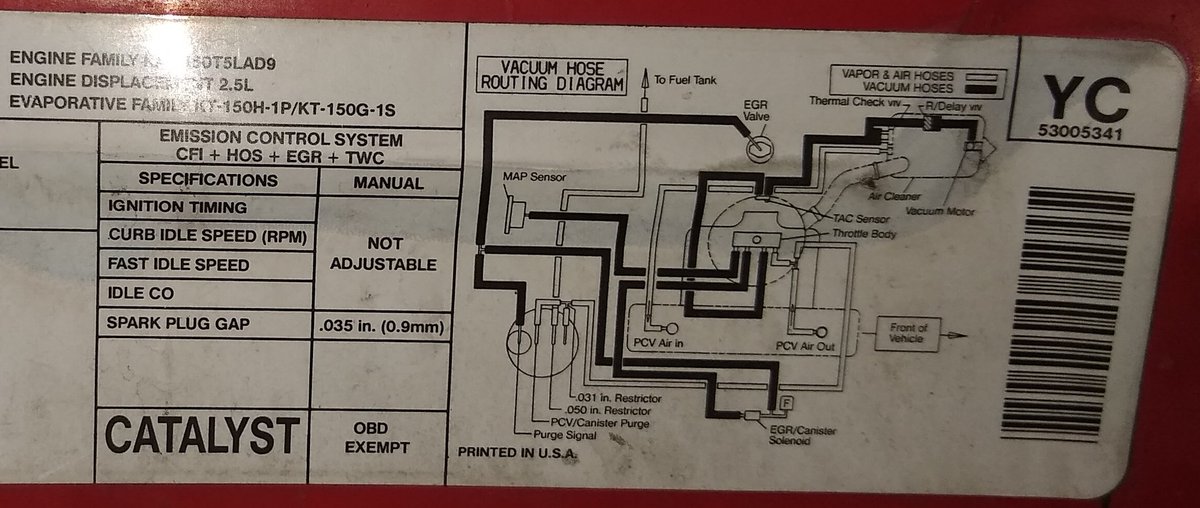 ENGINE FAMILY 150T5LAD9
ENGINE DISPLACEMENT 2.5L
EVAPORATIVE FAMILY KT-150H-1P/KT-150G-1S
EL
EMISSION CONTROL SYSTEM
CFI + HOS + EGR + TWC
SPECIFICATIONS MANUAL
IGNITION TIMING
CURB IDLE SPEED (RPM)
FAST IDLE SPEED
IDLE CO
NOT
ADJUSTABLE
SPARK PLUG GAP .035 in. (0.9mm)
CATALYST
OBD
EXEMPT
VACUUM HOSE
ROUTING DIAGRAM
To Fuel Tank
VAPOR & AIR HOSES
VACUUM HOSES
EGR
Valve
Thermal Check VlV
R/Delay VlV
MAP Sensor
Air Cleaner
Vacuum Motor
TAC Sensor
Throttle Body
PCV Air in
PCV Air Out
Front of
Vehicle
.031 in. Restrictor
.050 in. Restrictor
PCV/Canister Purge
Purge Signal
F
EGR/Canister
Solenoid
PRINTED IN U.S.A.
YC
53005341